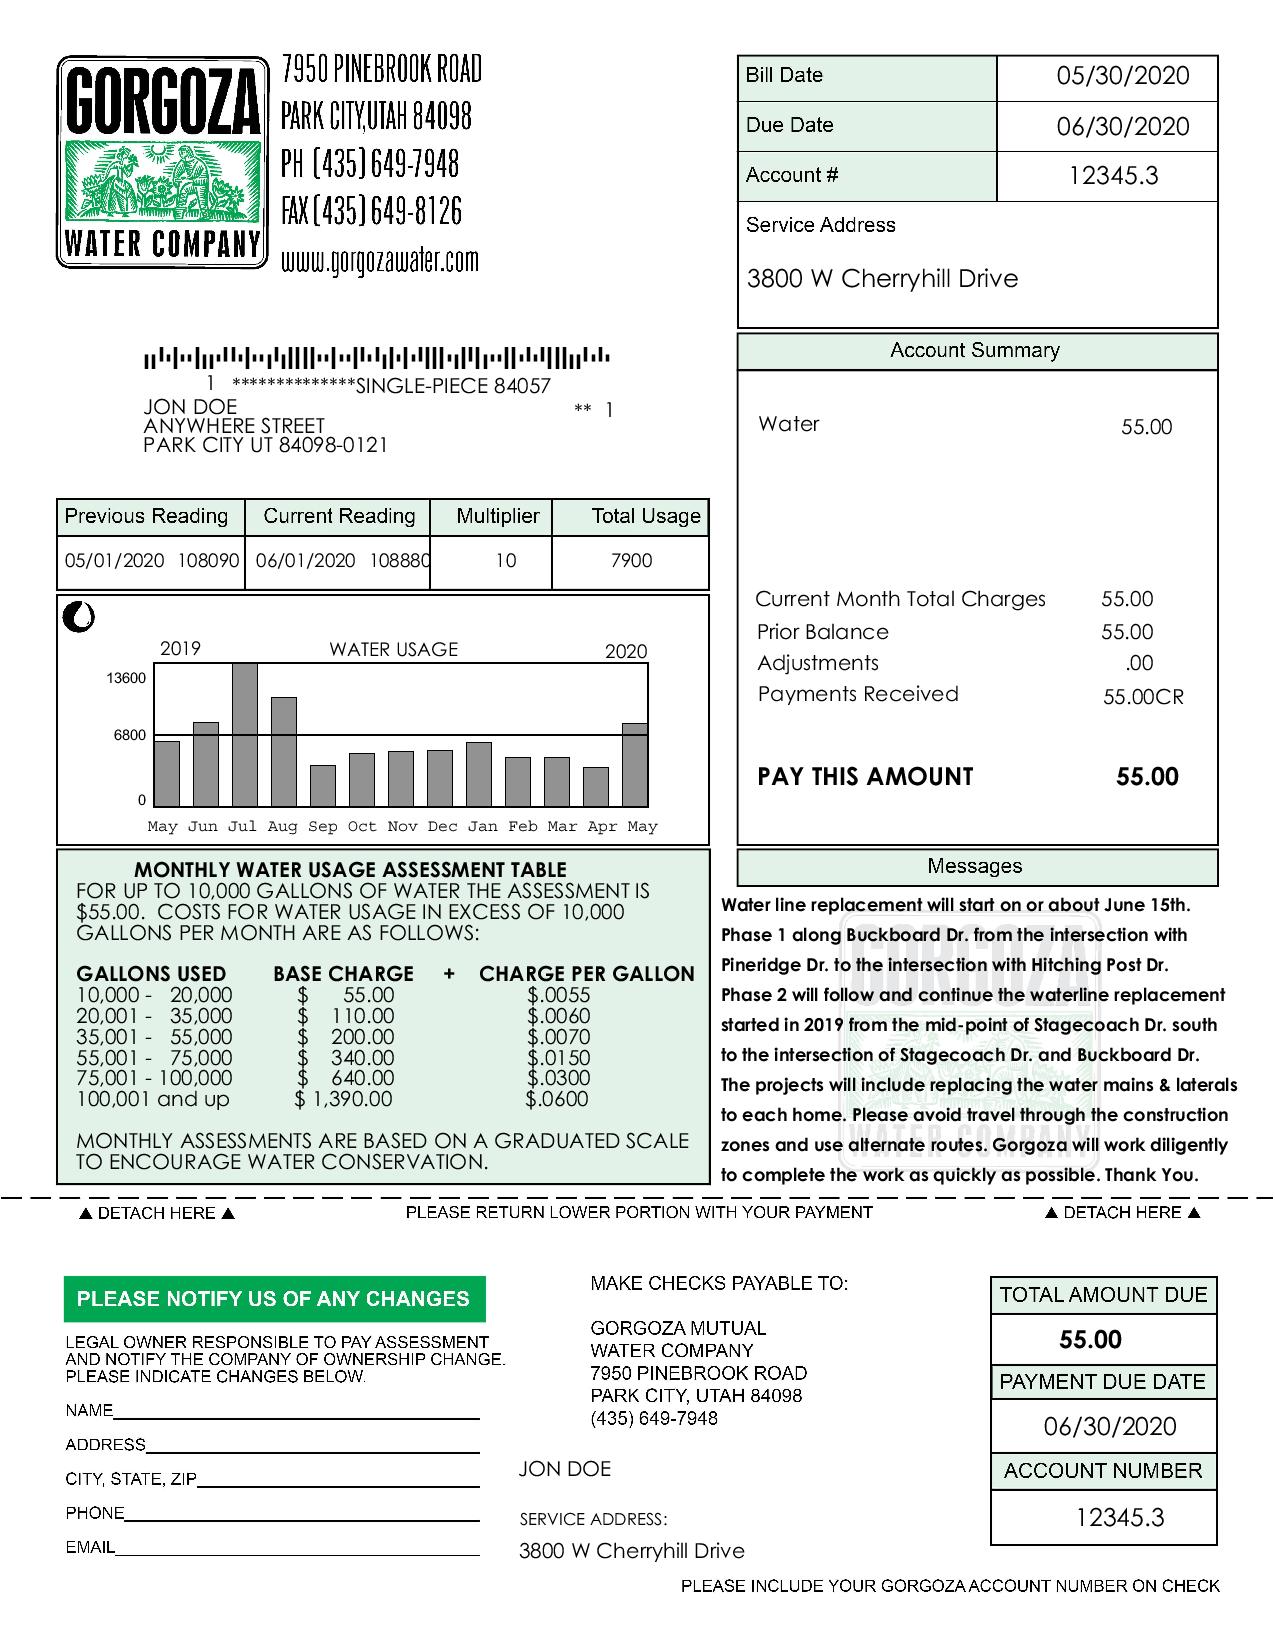 GORGOZA
WATER COMPANY
7950 PINEBROOK ROAD
PARK CITY,UTAH 84098
PH (435) 649-7948
FAX (435) 649-8126
www.gorgozawater.com
Bill Date 05/30/2020
Due Date 06/30/2020
Account # 12345.3
Service Address
3800 W Cherryhill Drive
1 **************SINGLE-PIECE 84057
JON DOE ** 1
ANYWHERE STREET
PARK CITY UT 84098-0121
Previous Reading Current Reading Multiplier Total Usage
05/01/2020 108090 06/01/2020 108880 10 7900
2019 WATER USAGE 2020
13600
6800
0
May Jun Jul Aug Sep Oct Nov Dec Jan Feb Mar Apr May
Account Summary
Water 55.00
Current Month Total Charges 55.00
Prior Balance 55.00
Adjustments .00
Payments Received 55.00CR
PAY THIS AMOUNT 55.00
MONTHLY WATER USAGE ASSESSMENT TABLE
FOR UP TO 10,000 GALLONS OF WATER THE ASSESSMENT IS
$55.00. COSTS FOR WATER USAGE IN EXCESS OF 10,000
GALLONS PER MONTH ARE AS FOLLOWS:
GALLONS USED BASE CHARGE + CHARGE PER GALLON
10,000 - 20,000 $ 55.00 $.0055
20,001 - 35,000 $ 110.00 $.0060
35,001 - 55,000 $ 200.00 $.0070
55,001 - 75,000 $ 340.00 $.0150
75,001 - 100,000 $ 640.00 $.0300
100,001 and up $ 1,390.00 $.0600
MONTHLY ASSESSMENTS ARE BASED ON A GRADUATED SCALE
TO ENCOURAGE WATER CONSERVATION.
Messages
GORGOZA
WATER COMPANY
Water line replacement will start on or about June 15th.
Phase 1 along Buckboard Dr. from the intersection with
Pineridge Dr. to the intersection with Hitching Post Dr.
Phase 2 will follow and continue the waterline replacement
started in 2019 from the mid-point of Stagecoach Dr. south
to the intersection of Stagecoach Dr. and Buckboard Dr.
The projects will include replacing the water mains & laterals
to each home. Please avoid travel through the construction
zones and use alternate routes. Gorgoza will work diligently
to complete the work as quickly as possible. Thank You.
▲ DETACH HERE ▲ PLEASE RETURN LOWER PORTION WITH YOUR PAYMENT ▲ DETACH HERE ▲
PLEASE NOTIFY US OF ANY CHANGES
LEGAL OWNER RESPONSIBLE TO PAY ASSESSMENT
AND NOTIFY THE COMPANY OF OWNERSHIP CHANGE.
PLEASE INDICATE CHANGES BELOW.
NAME
ADDRESS
CITY, STATE, ZIP
PHONE
EMAIL
MAKE CHECKS PAYABLE TO:
GORGOZA MUTUAL
WATER COMPANY
7950 PINEBROOK ROAD
PARK CITY, UTAH 84098
(435) 649-7948
JON DOE
SERVICE ADDRESS:
3800 W Cherryhill Drive
TOTAL AMOUNT DUE
55.00
PAYMENT DUE DATE
06/30/2020
ACCOUNT NUMBER
12345.3
PLEASE INCLUDE YOUR GORGOZA ACCOUNT NUMBER ON CHECK